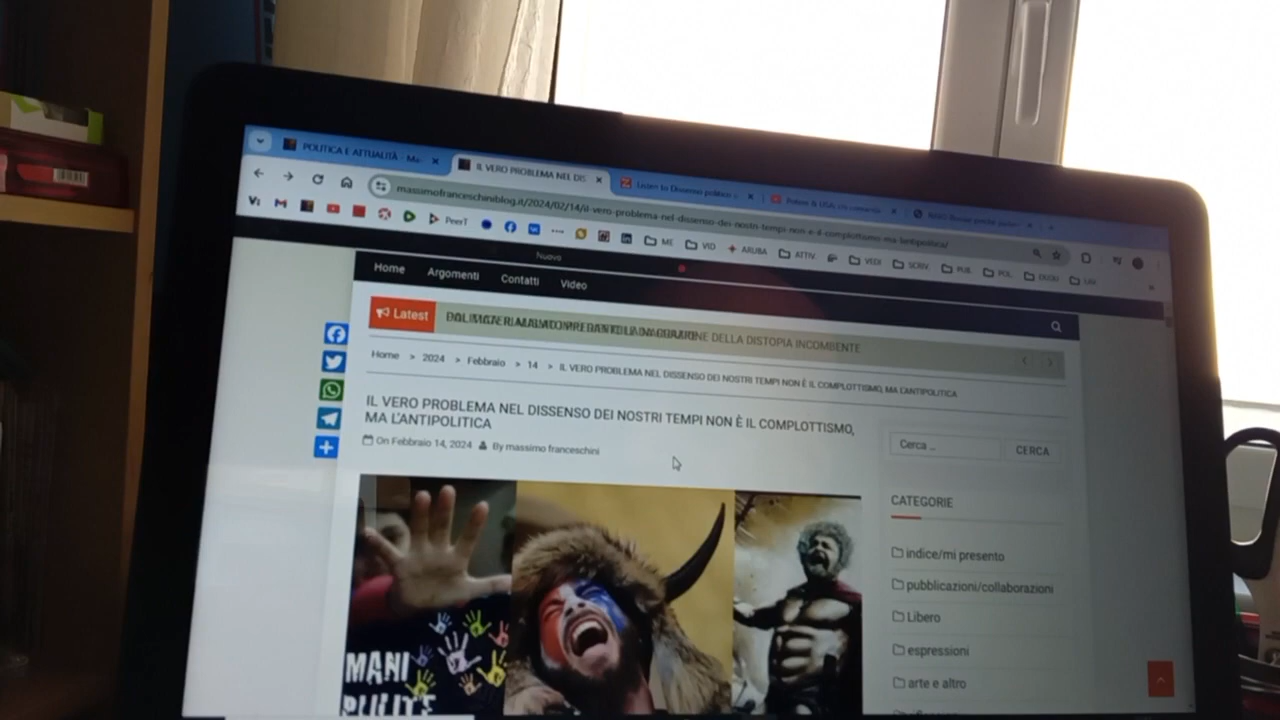 POLITICA E ATTUALITÀ - Ma
IL VERO PROBLEMA NEL DIS
massimofranceschiniblog.it/2024/02/14/il-vero-problema-nel-dissenso-dei-nostri-tempi-non-e-il-complottismo-ma-lantipolitica/
PeerT
ME
VID
ARUBA
ATTIV.
VEDI
SCRIV.
PUB.
POL.
Nuovo
Home Argomenti Contatti Video
Latest
DELLA DISTOPIA INCOMBENTE
Home > 2024 > Febbraio > 14 > IL VERO PROBLEMA NEL DISSENSO DEI NOSTRI TEMPI NON È IL COMPLOTTISMO, MA L'ANTIPOLITICA
IL VERO PROBLEMA NEL DISSENSO DEI NOSTRI TEMPI NON È IL COMPLOTTISMO,
MA L'ANTIPOLITICA
On Febbraio 14, 2024 By massimo franceschini
Cerca ...
CERCA
CATEGORIE
indice/mi presento
pubblicazioni/collaborazioni
Libero
espressioni
arte e altro
MANI
PULITE